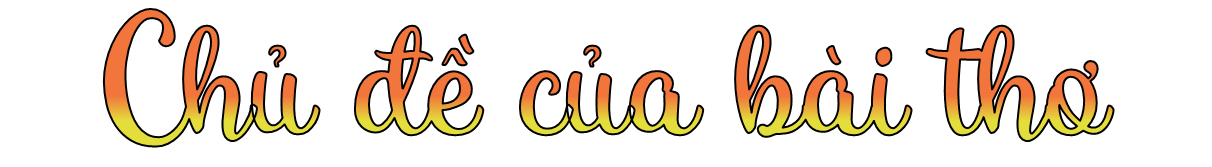 Chủ đề của bài thơ